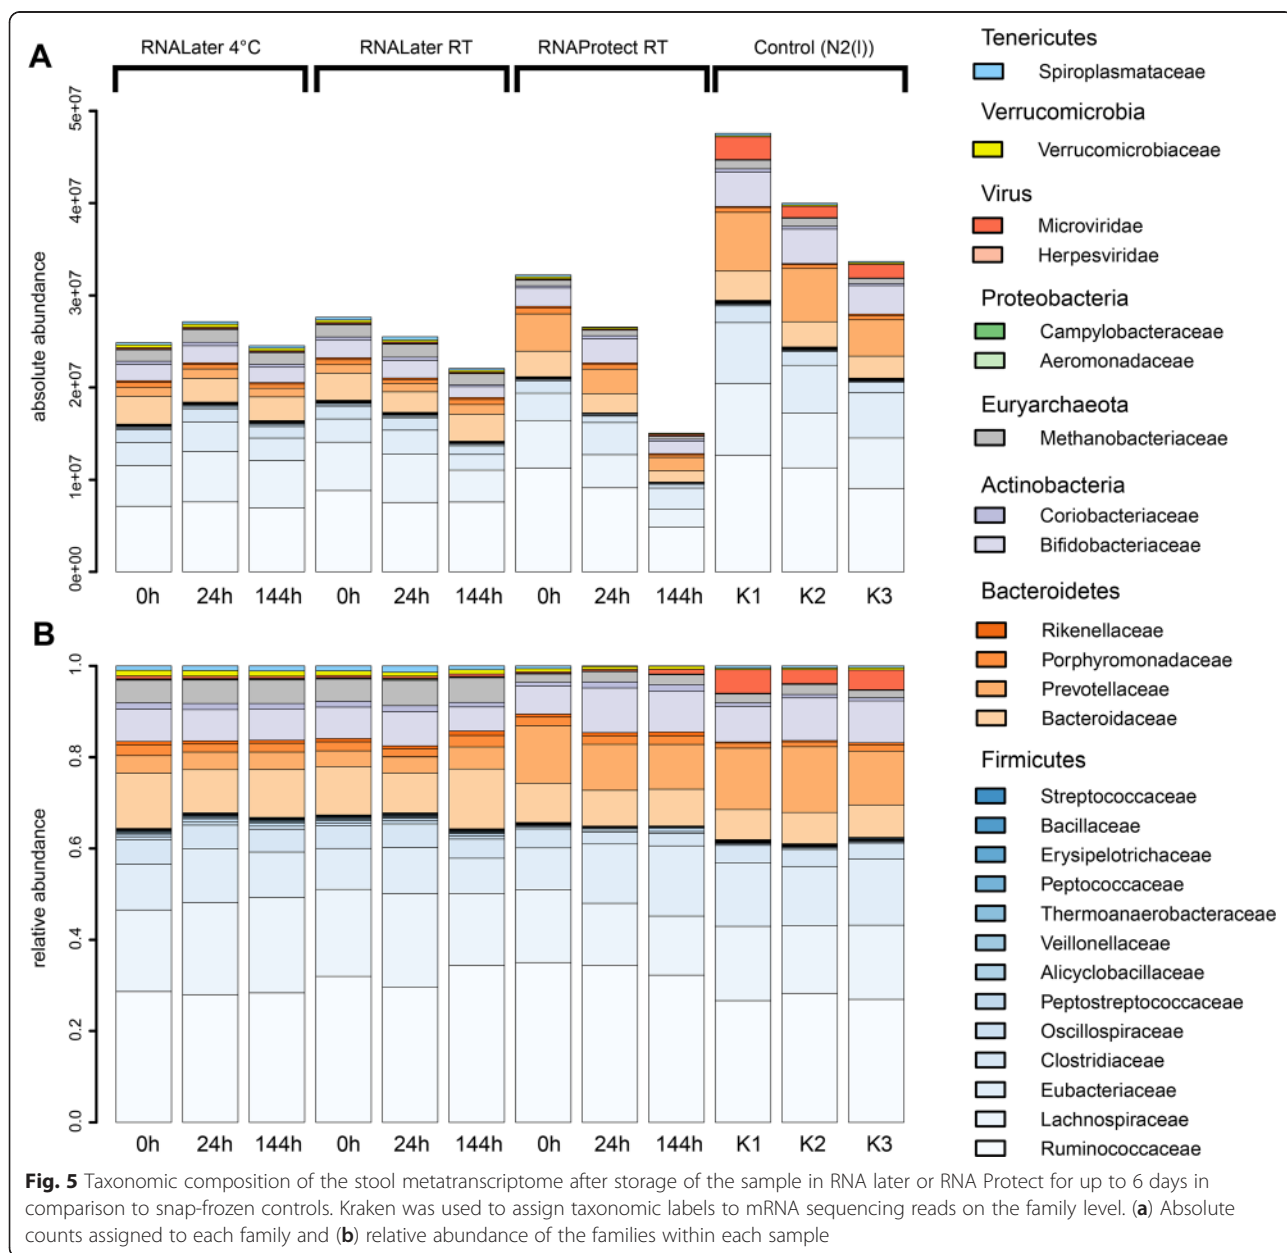 A
RNALater 4°C
RNALater RT
RNAProtect RT
Control (N2(l))
absolute abundance
5e+07
4e+07
3e+07
2e+07
1e+07
0e+00
0h 24h 144h 0h 24h 144h 0h 24h 144h K1 K2 K3
B
relative abundance
1.0
0.8
0.6
0.4
0.2
0.0
0h 24h 144h 0h 24h 144h 0h 24h 144h K1 K2 K3
Tenericutes
Spiroplasmataceae
Verrucomicrobia
Verrucomicrobiaceae
Virus
Microviridae
Herpesviridae
Proteobacteria
Campylobacteraceae
Aeromonadaceae
Euryarchaeota
Methanobacteriaceae
Actinobacteria
Coriobacteriaceae
Bifidobacteriaceae
Bacteroidetes
Rikenellaceae
Porphyromonadaceae
Prevotellaceae
Bacteroidaceae
Firmicutes
Streptococcaceae
Bacillaceae
Erysipelotrichaceae
Peptococcaceae
Thermoanaerobacteraceae
Veillonellaceae
Alicyclobacillaceae
Peptostreptococcaceae
Oscillospiraceae
Clostridiaceae
Eubacteriaceae
Lachnospiraceae
Ruminococcaceae
Fig. 5 Taxonomic composition of the stool metatranscriptome after storage of the sample in RNA later or RNA Protect for up to 6 days in
comparison to snap-frozen controls. Kraken was used to assign taxonomic labels to mRNA sequencing reads on the family level. (a) Absolute
counts assigned to each family and (b) relative abundance of the families within each sample